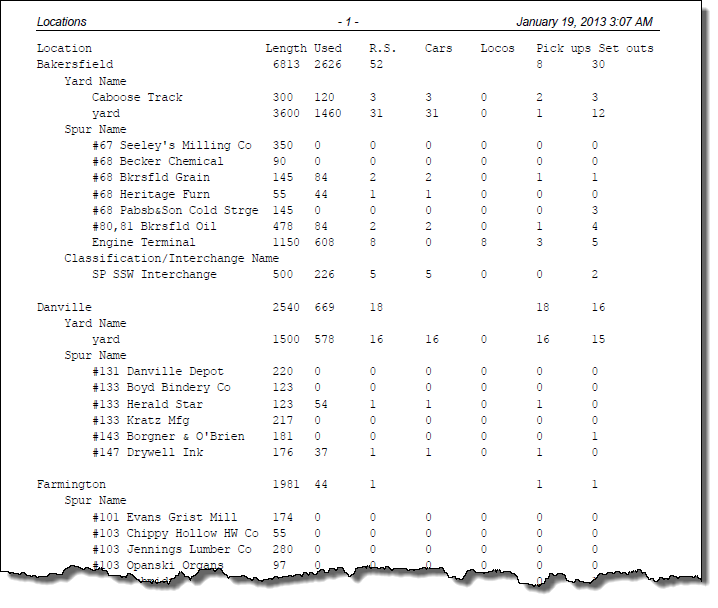 Locations - 1 - January 19, 2013 3:07 AM
Location Length Used R.S. Cars Locos Pick ups Set outs
Bakersfield 6813 2626 52 8 30
Yard Name
Caboose Track 300 120 3 3 0 2 3
yard 3600 1460 31 31 0 1 12
Spur Name
#67 Seeley's Milling Co 350 0 0 0 0 0 0
#68 Becker Chemical 90 0 0 0 0 0 0
#68 Bkrsfld Grain 145 84 2 2 0 1 1
#68 Heritage Furn 55 44 1 1 0 0 0
#68 Pabsb&Son Cold Strge 145 0 0 0 0 0 3
#80,81 Bkrsfld Oil 478 84 2 2 0 1 4
Engine Terminal 1150 608 8 0 8 3 5
Classification/Interchange Name
SP SSW Interchange 500 226 5 5 0 0 2
Danville 2540 669 18 18 16
Yard Name
yard 1500 578 16 16 0 16 15
Spur Name
#131 Danville Depot 220 0 0 0 0 0 0
#133 Boyd Bindery Co 123 0 0 0 0 0 0
#133 Herald Star 123 54 1 1 0 1 0
#133 Kratz Mfg 217 0 0 0 0 0 0
#143 Borgner & O'Brien 181 0 0 0 0 0 1
#147 Drywell Ink 176 37 1 1 0 1 0
Farmington 1981 44 1 1 1
Spur Name
#101 Evans Grist Mill 174 0 0 0 0 0 0
#103 Chippy Hollow HW Co 55 0 0 0 0 0 0
#103 Jennings Lumber Co 280 0 0 0 0 0 0
#103 Opanski Organs 97 0 0 0 0 0 0